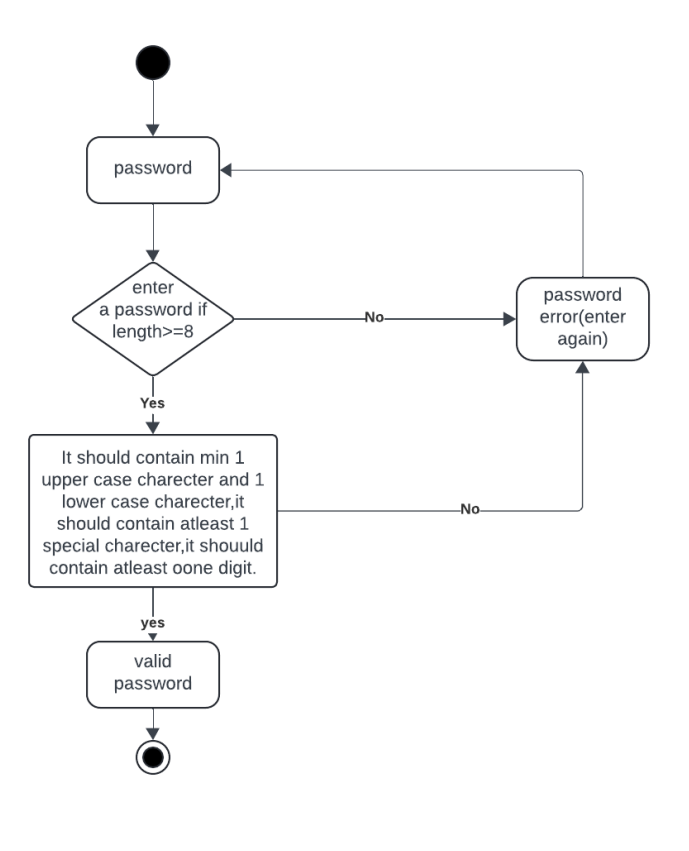 password
enter
a password if
length>=8
No
password
error(enter
again)
Yes
It should contain min 1
upper case charecter and 1
lower case charecter,it
should contain atleast 1
special charecter,it shouuld
contain atleast oone digit.
No
yes
valid
password